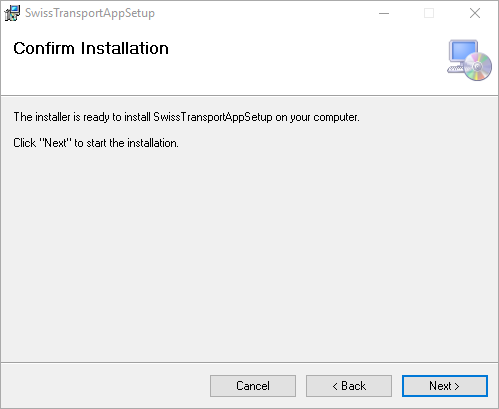 SwissTransportAppSetup
Confirm Installation
The installer is ready to install SwissTransportAppSetup on your computer.
Click "Next" to start the installation.
Cancel
< Back
Next >